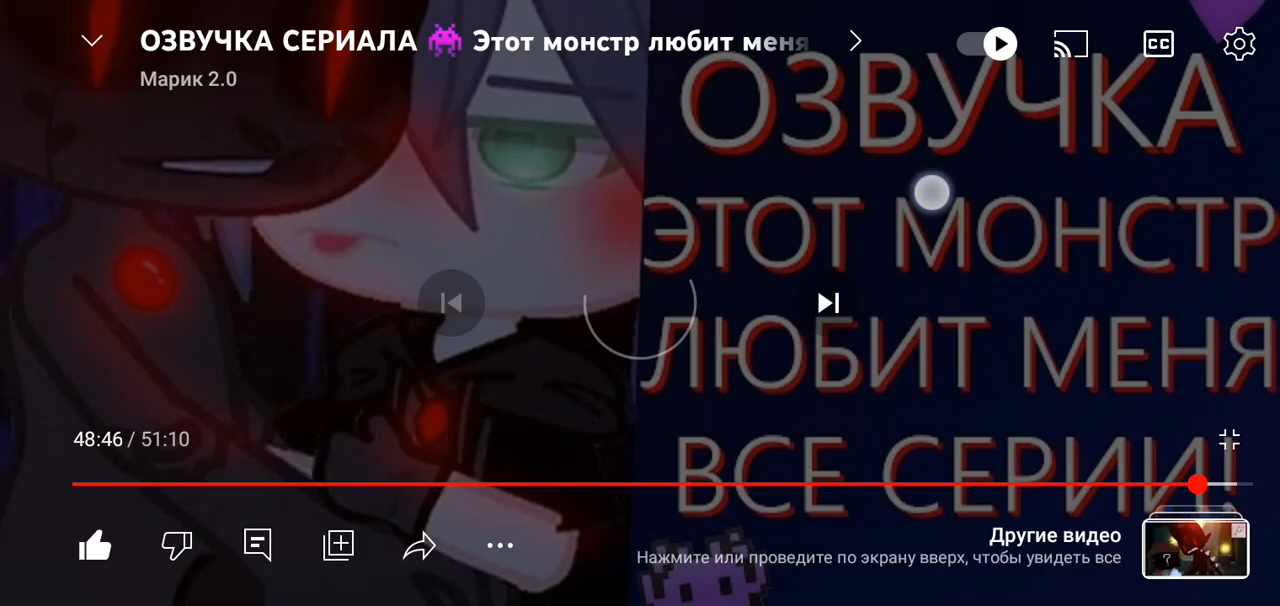 ОЗВУЧКА СЕРИАЛА 👾 Этот монстр любит меня
Марик 2.0
CC
ОЗВУЧКА
ЭТОТ МОНСТР
ЛЮБИТ МЕНЯ
ВСЕ СЕРИИ!
48:46 / 51:10
Другие видео
Нажмите или проведите по экрану вверх, чтобы увидеть все
?